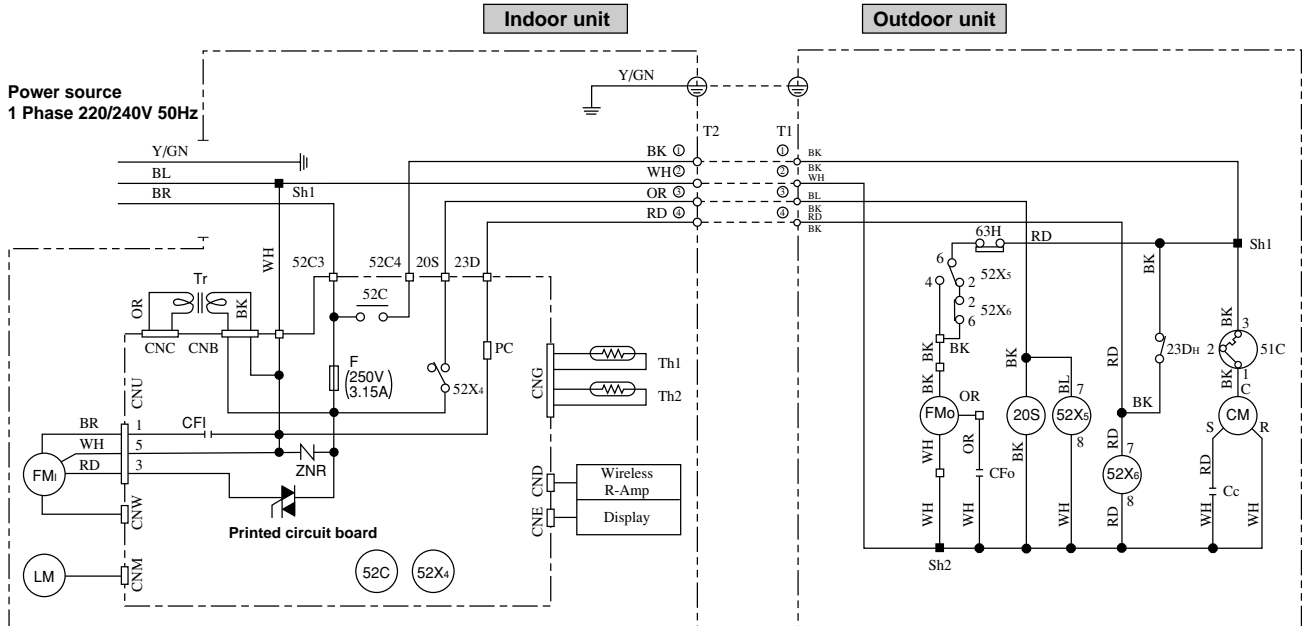 Indoor unit
Outdoor unit
Power source
1 Phase 220/240V 50Hz
Y/GN
T2
T1
Y/GN
BL
BR
Sh1
BK ①
WH ②
OR ③
RD ④
① BK
② BK
WH
③ BL
④ BK
RD
BK
WH
52C3
52C4
20S
23D
Tr
OR
BK
CNC
CNB
52C
F
(250V
3.15A)
52X4
PC
CNG
Th1
Th2
CNU
BR
WH
RD
1
5
3
CFI
ZNR
FMI
CNW
LM
CNM
Printed circuit board
52C
52X4
CND
CNE
Wireless
R-Amp
Display
63H
RD
Sh1
6
4
2
52X5
2
52X6
6
BK
BK
BK
FMo
OR
OR
CFo
WH
WH
WH
BK
20S
BK
BL
7
52X5
8
WH
RD
RD
7
52X6
8
RD
BK
23DH
BK
BK
3
2
51C
1
BK
C
CM
S
R
RD
Cc
WH
WH
Sh2